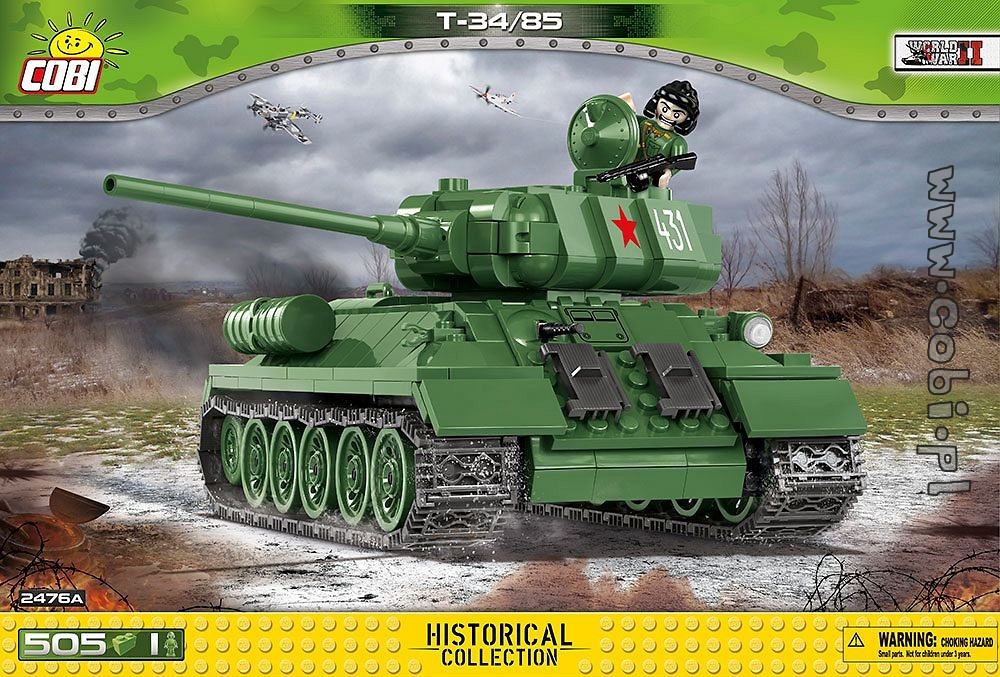 T-34/85
COBI
WORLD WAR II
431
www.cobi.pl
2476A
505 1
HISTORICAL
COLLECTION
WARNING: CHOKING HAZARD
Small parts. Not for children under 3 years.